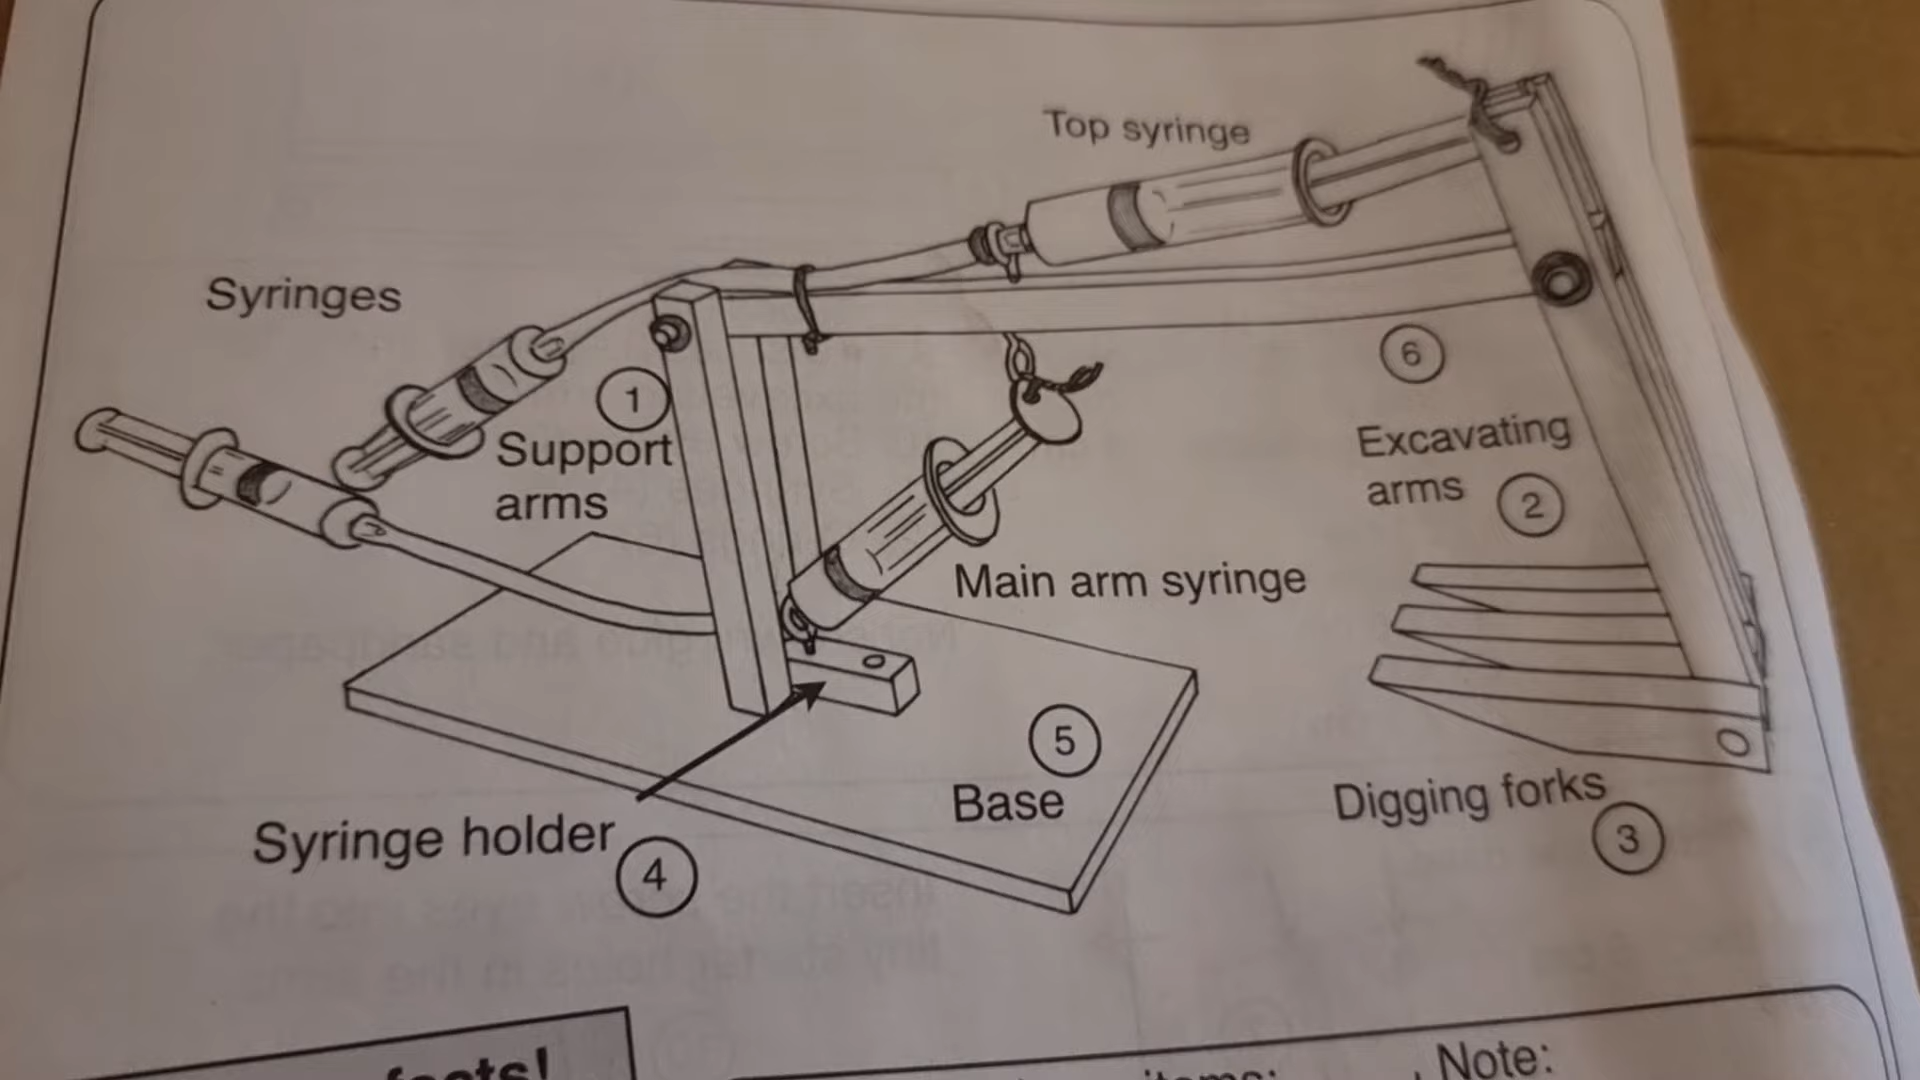 Top syringe
Syringes
1
Support
arms
6
Excavating
arms
2
Main arm syringe
5
Base
Digging forks
3
Syringe holder
4
Note: